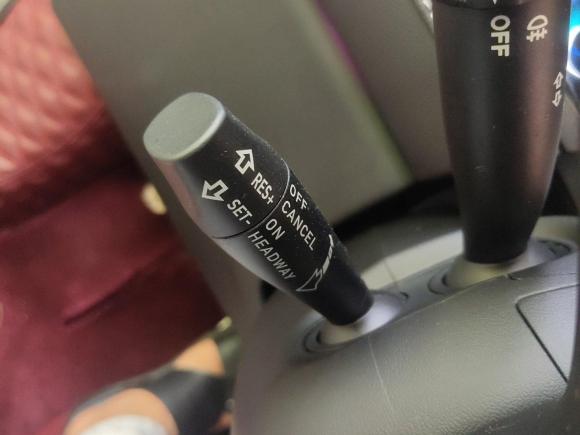 RES+
SET-
OFF
CANCEL
ON
HEADWAY
OFF